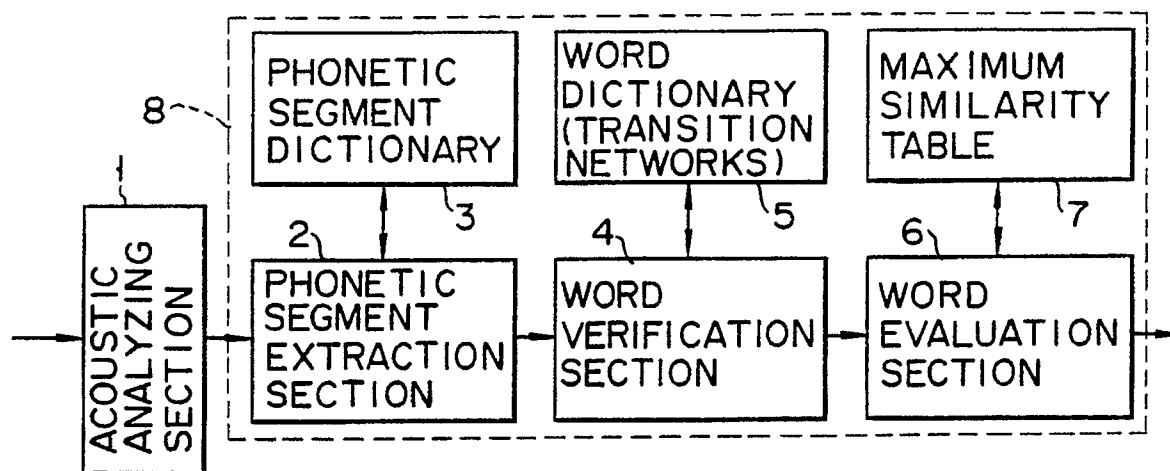 PHONETIC
SEGMENT
DICTIONARY
WORD
DICTIONARY
(TRANSITION
NETWORKS)
MAXIMUM
SIMILARITY
TABLE
8
1
3
5
7
2
4
6
ACOUSTIC
ANALYZING
SECTION
PHONETIC
SEGMENT
EXTRACTION
SECTION
WORD
VERIFICATION
SECTION
WORD
EVALUATION
SECTION